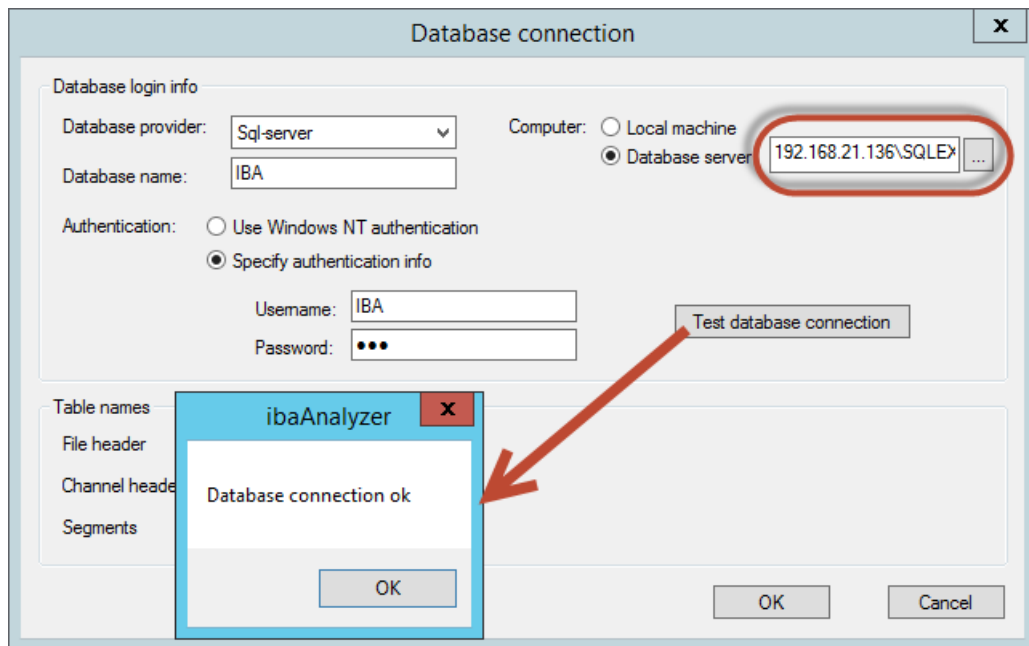 Database connection
x
Database login info
Database provider: Sql-server
Computer: Local machine
Database server 192.168.21.136\SQLEX ...
Database name: IBA
Authentication: Use Windows NT authentication
Specify authentication info
Username: IBA
Test database connection
Password: •••
Table names
ibaAnalyzer x
File header
Channel heade
Segments
Database connection ok
OK
OK Cancel